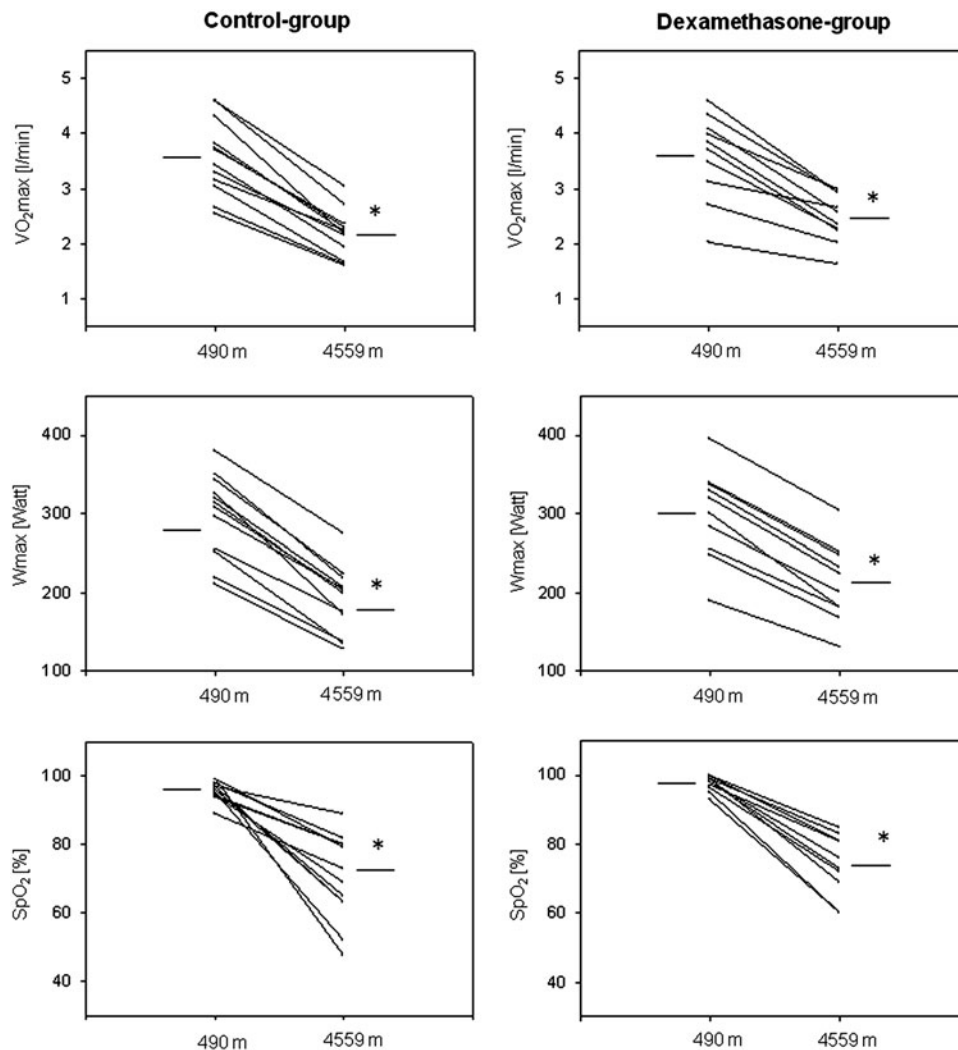 Control-group
Dexamethasone-group
VO₂max [l/min]
5
4
3
2
1
*
490 m
4559 m
VO₂max [l/min]
5
4
3
2
1
*
490 m
4559 m
Wmax [Watt]
400
300
200
100
*
490 m
4559 m
Wmax [Watt]
400
300
200
100
*
490 m
4559 m
SpO₂ [%]
100
80
60
40
*
490 m
4559 m
SpO₂ [%]
100
80
60
40
*
490 m
4559 m